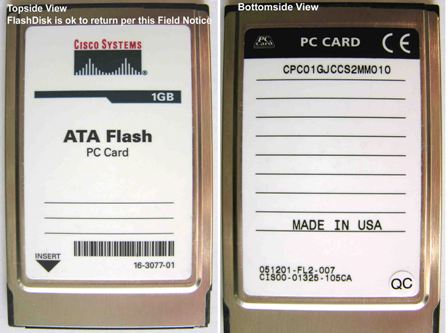 Topside View
FlashDisk is ok to return per this Field Notice
CISCO SYSTEMS
1GB
ATA Flash
PC Card
INSERT
16-3077-01
Bottomside View
PC Card
PC CARD CE
CPC01GJCCS2MM010
MADE IN USA
051201-FL2-007
CIS00-01325-105CA
QC